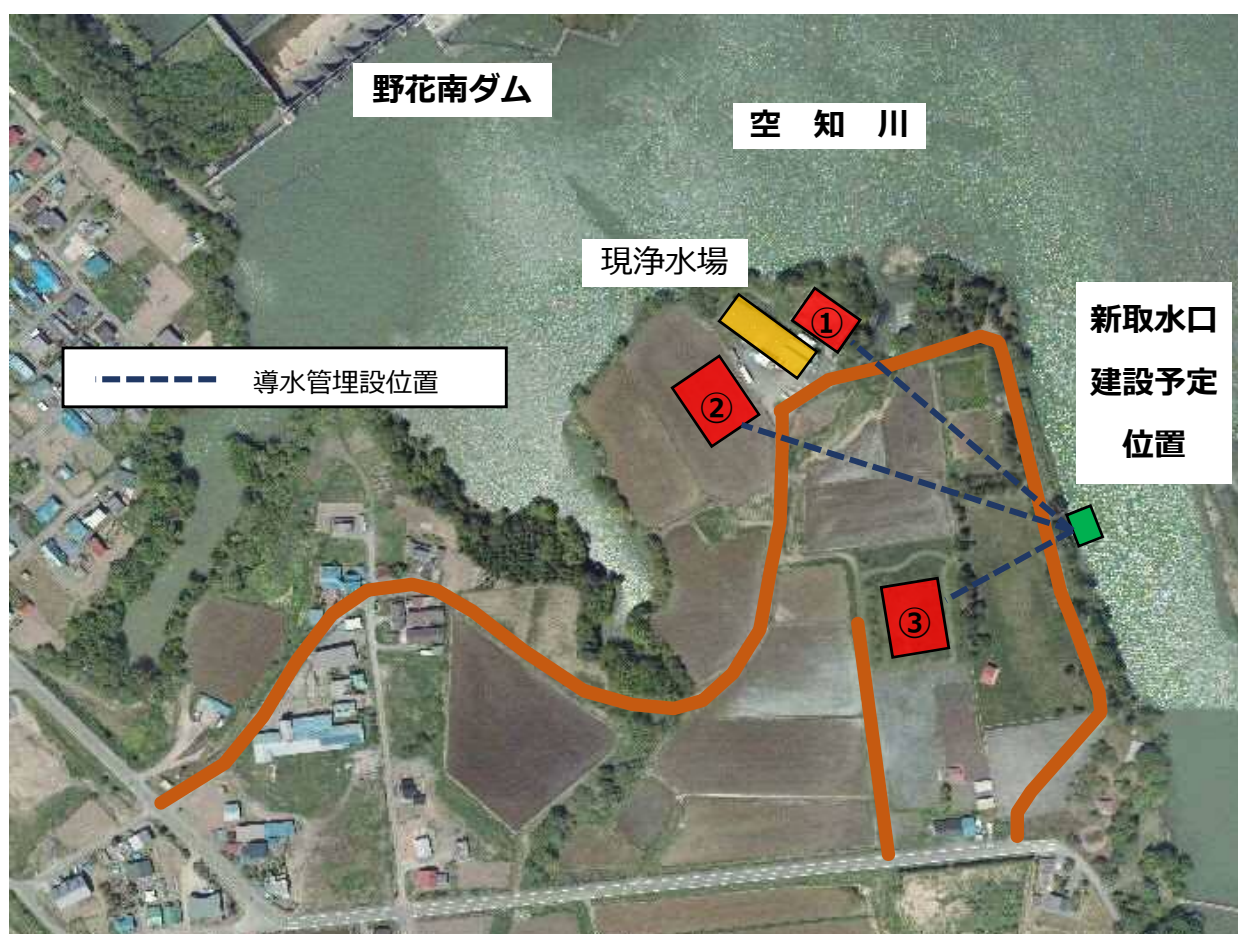 野花南ダム
空　知　川
現浄水場
新取水口
建設予定
位置
導水管埋設位置
①
②
③